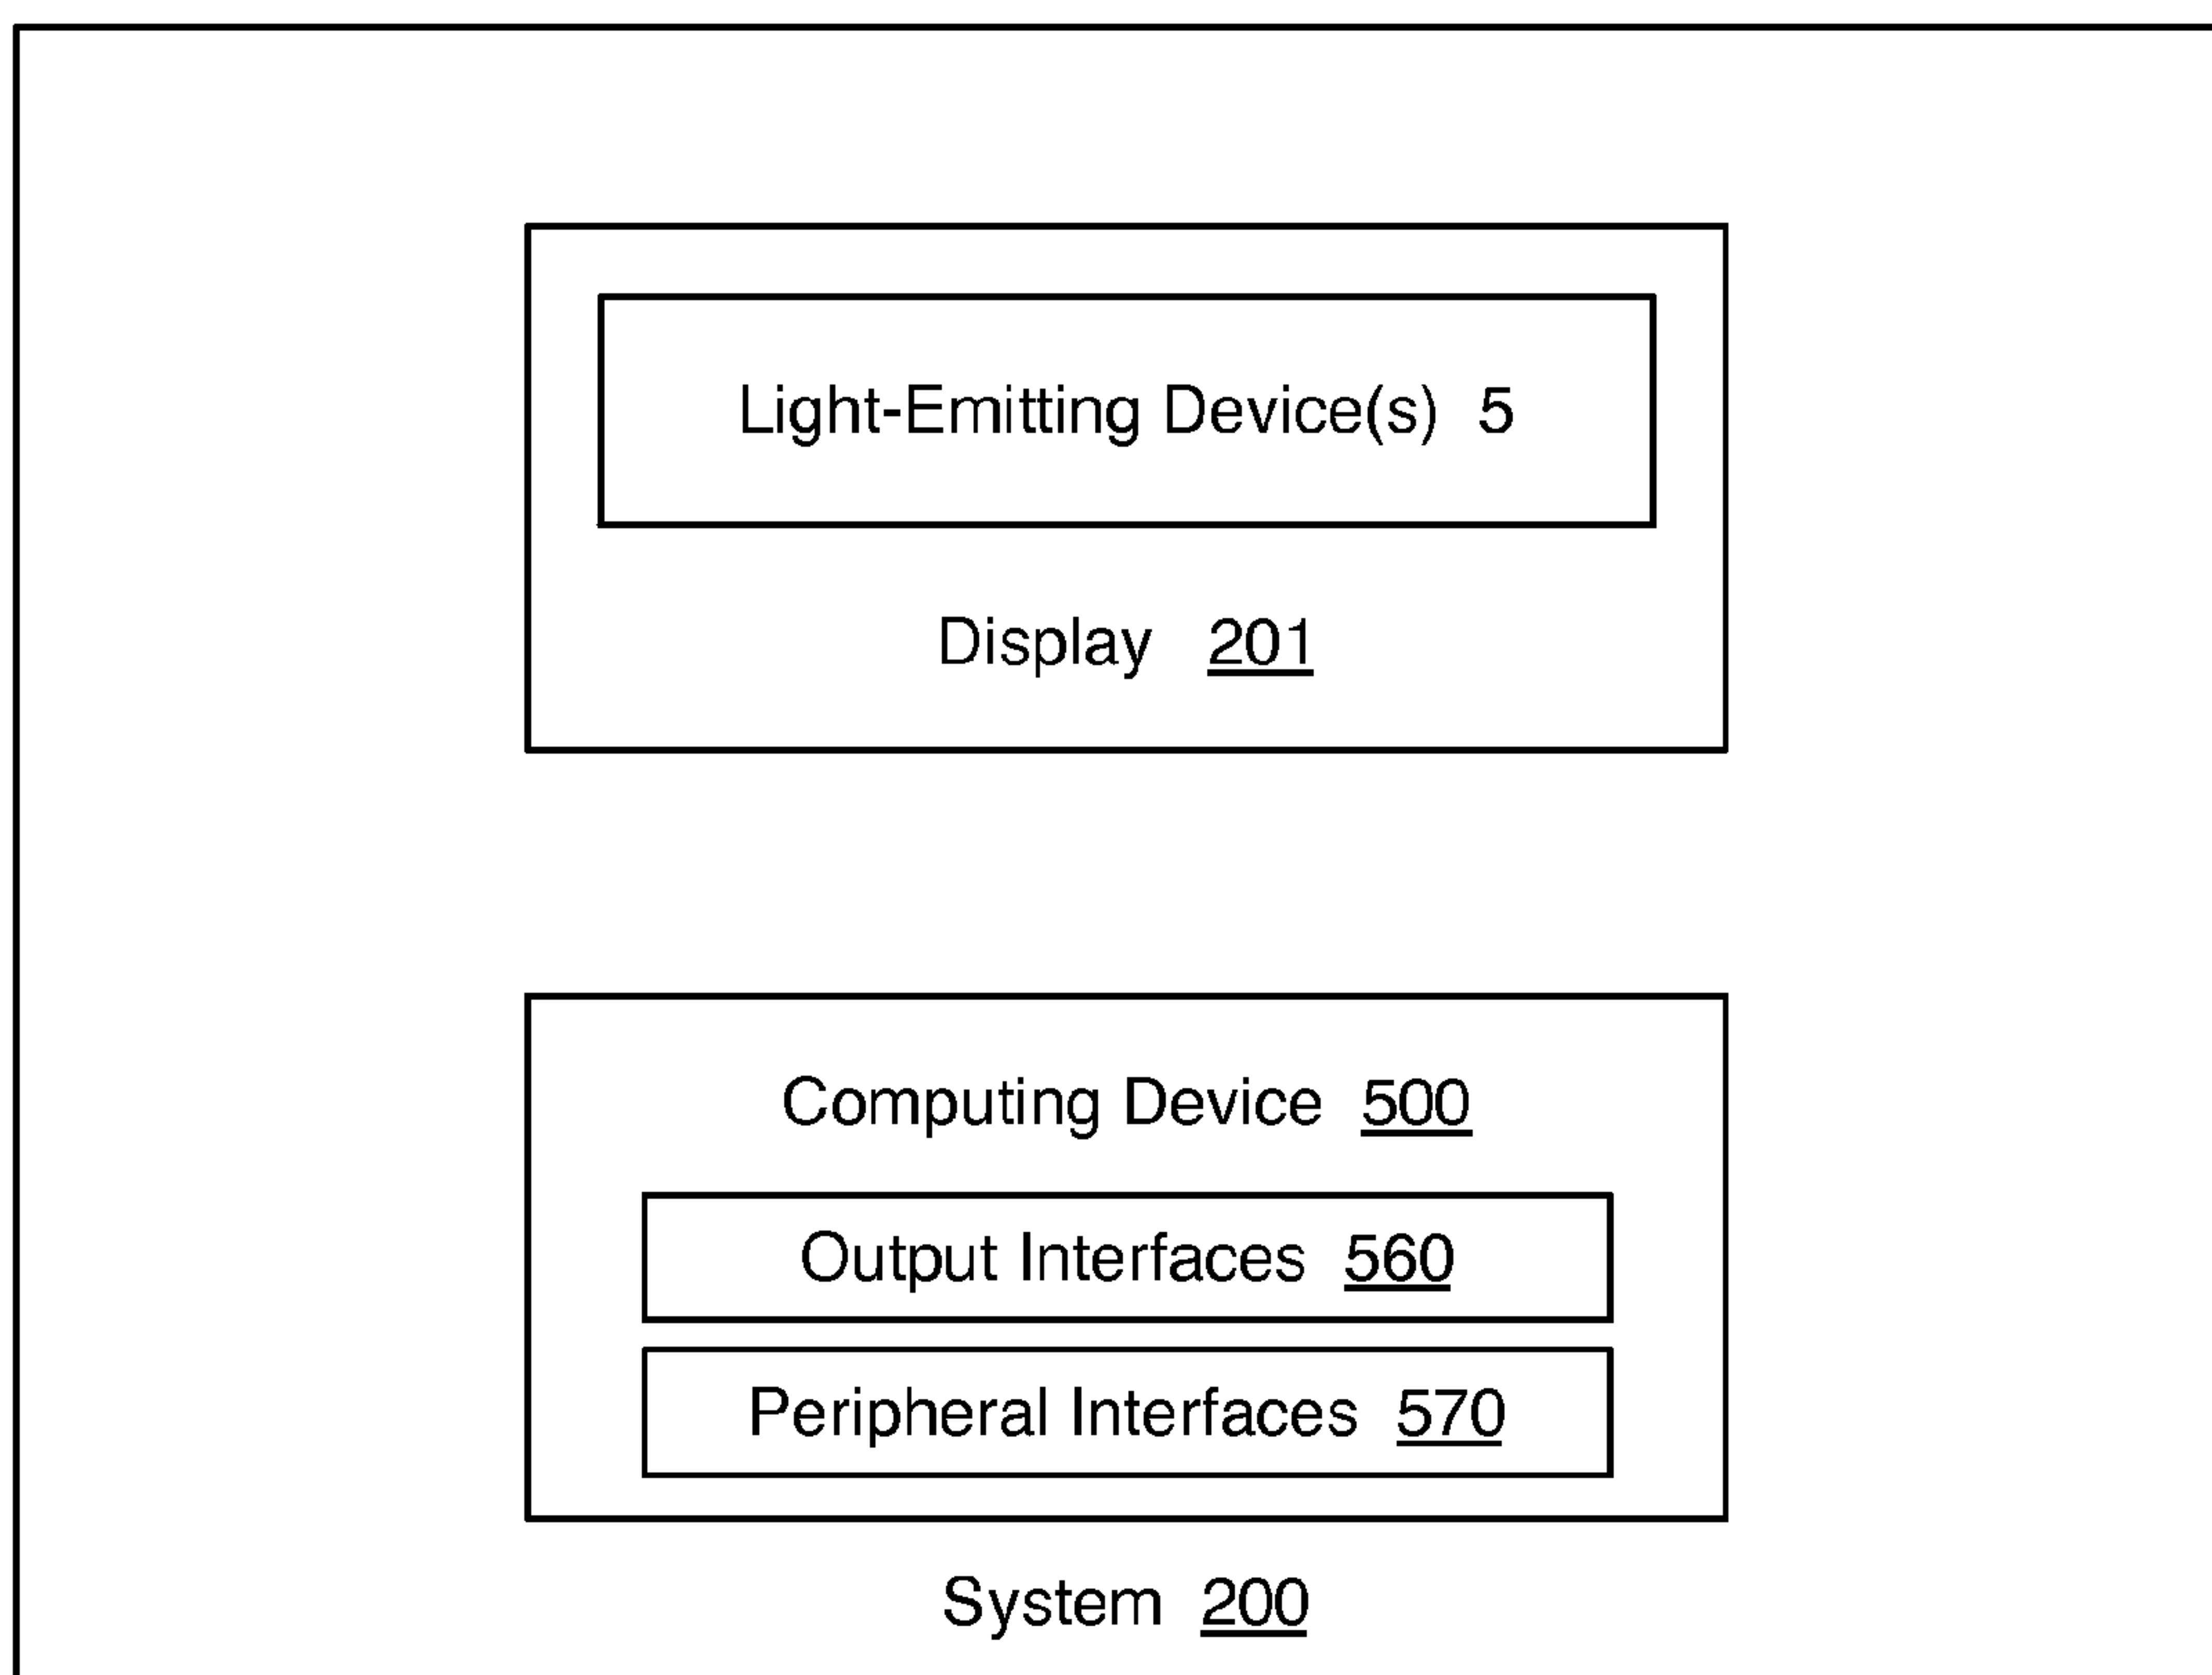 Light-Emitting Device(s) 5
Display 201
Computing Device 500
Output Interfaces 560
Peripheral Interfaces 570
System 200